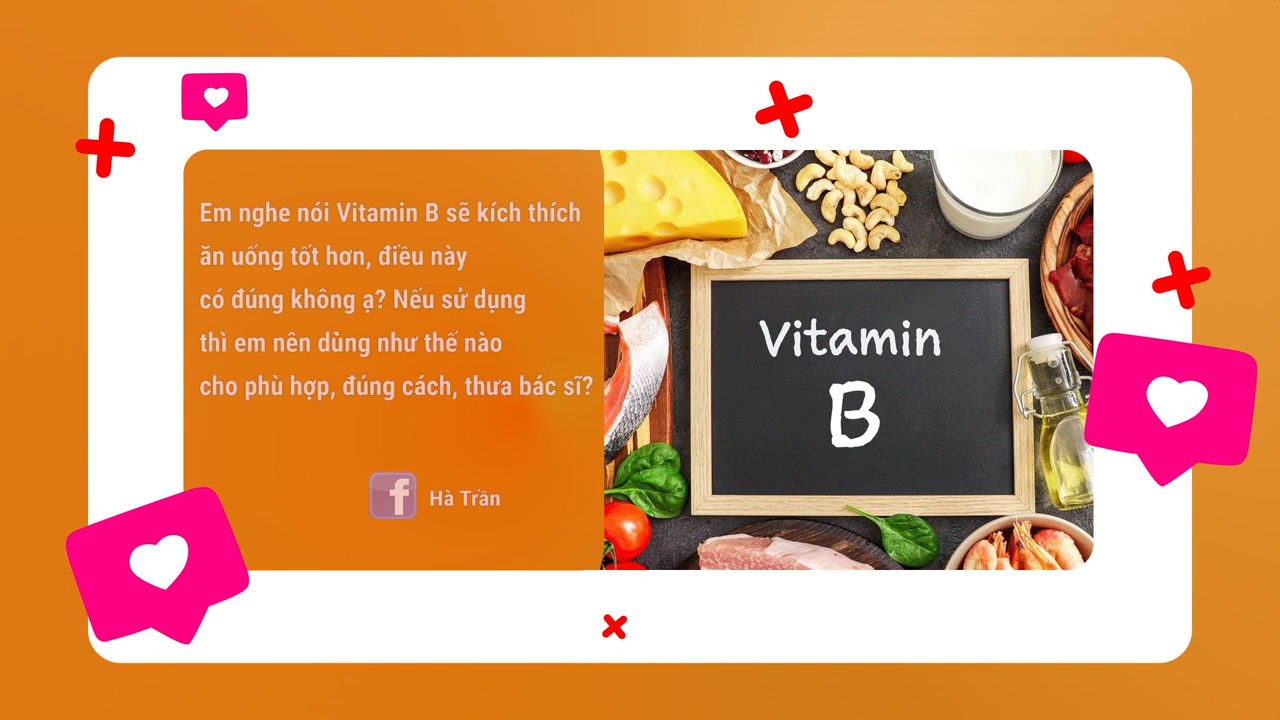 Em nghe nói Vitamin B sẽ kích thích
ăn uống tốt hơn, điều này
có đúng không ạ? Nếu sử dụng
thì em nên dùng như thế nào
cho phù hợp, đúng cách, thưa bác sĩ?
f Hà Trần
Vitamin
B